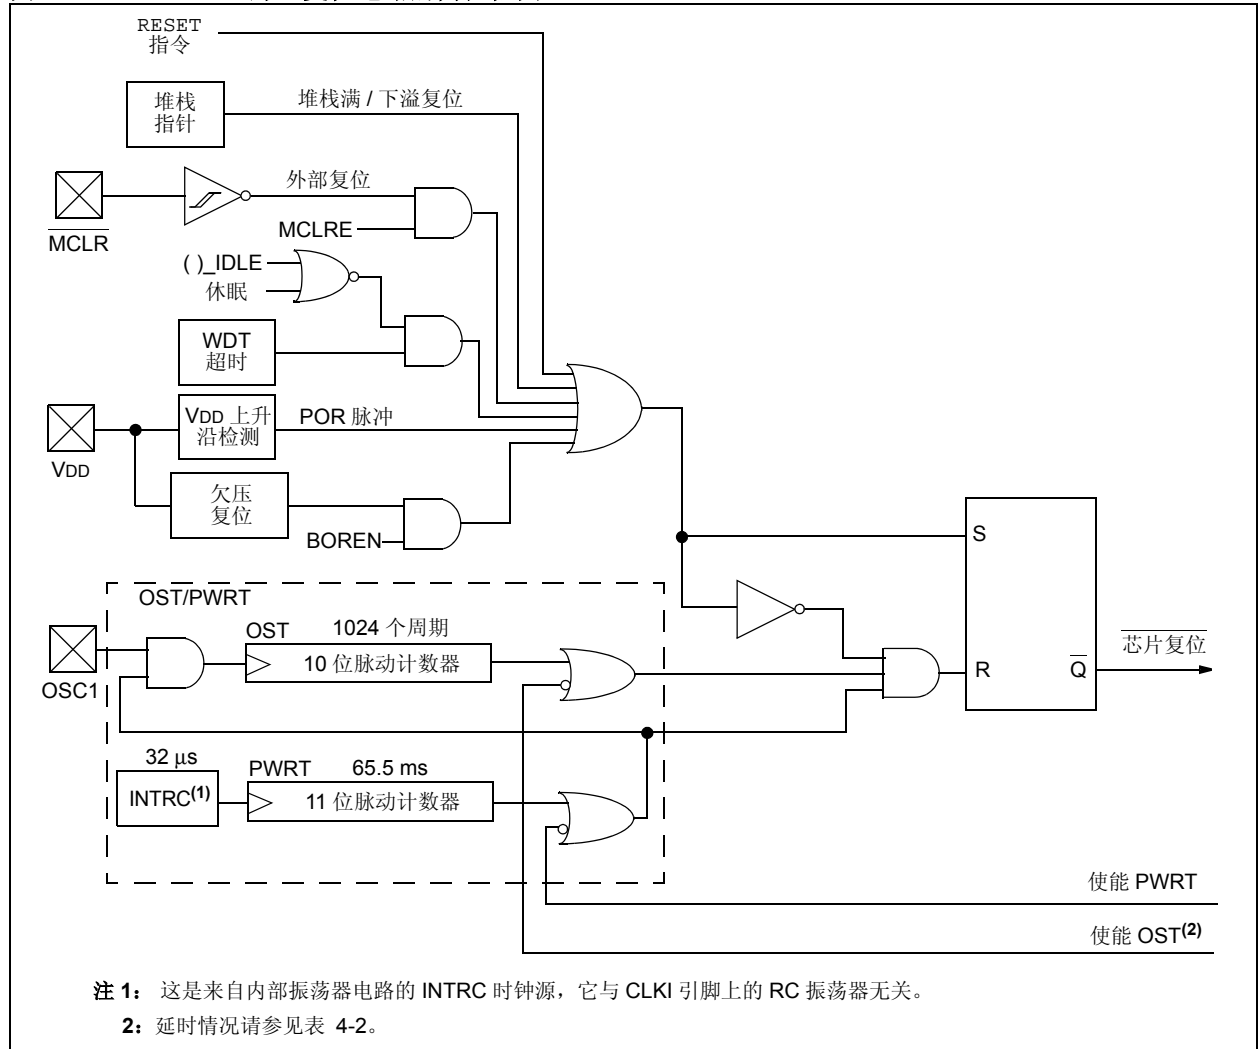 RESET
指令
堆栈
指针
堆栈满 / 下溢复位
外部复位
MCLR
MCLRE
( )_IDLE
休眠
WDT
超时
VDD 上升
沿检测
POR 脉冲
VDD
欠压
复位
BOREN
S
OST/PWRT
OST 1024 个周期
10 位脉动计数器
OSC1
R
Q
芯片复位
32 μs
INTRC(1)
PWRT 65.5 ms
11 位脉动计数器
使能 PWRT
使能 OST(2)
注 1： 这是来自内部振荡器电路的 INTRC 时钟源，它与 CLKI 引脚上的 RC 振荡器无关。
2：延时情况请参见表 4-2。